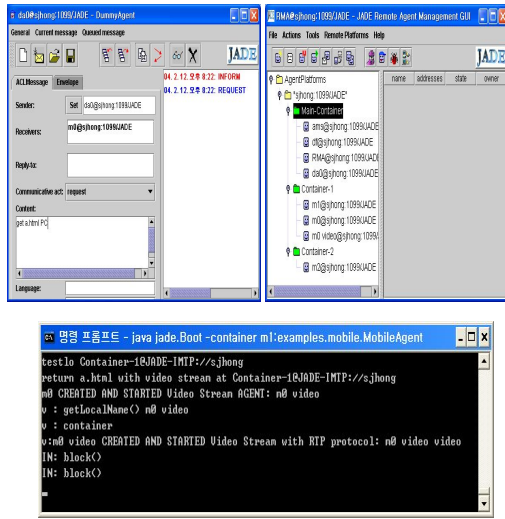 da0@sjhong:1099/JADE - DummyAgent
General Current message Queued message
JADE
ACLMessage Envelope
Sender: Set da0@sjhong:1099/JADE
Receivers: m0@sjhong:1099/JADE
Reply-to:
Communicative act: request
Content:
get a.html PC
Language:
04. 2. 12. 오후 8:22: INFORM
04. 2. 12. 오후 8:22: REQUEST
RMA@sjhong:1099/JADE - JADE Remote Agent Management GUI
File Actions Tools Remote Platforms Help
JADE
AgentPlatforms
"sjhong:1099/JADE"
Main-Container
ams@sjhong:1099/JADE
df@sjhong:1099/JADE
RMA@sjhong:1099/JADE
da0@sjhong:1099/JADE
Container-1
m1@sjhong:1099/JADE
m0@sjhong:1099/JADE
m0 video@sjhong:1099/
Container-2
m2@sjhong:1099/JADE
name addresses state owner
명령 프롬프트 - java jade.Boot -container m1:examples.mobile.MobileAgent
testlo Container-1@JADE-IMTP://sjhong
return a.html with video stream at Container-1@JADE-IMTP://sjhong
m0 CREATED AND STARTED Video Stream AGENT: m0 video
v : getLocalName() m0 video
v : container
v:m0 video CREATED AND STARTED Video Stream with RTP protocol: m0 video video
IN: block()
IN: block()